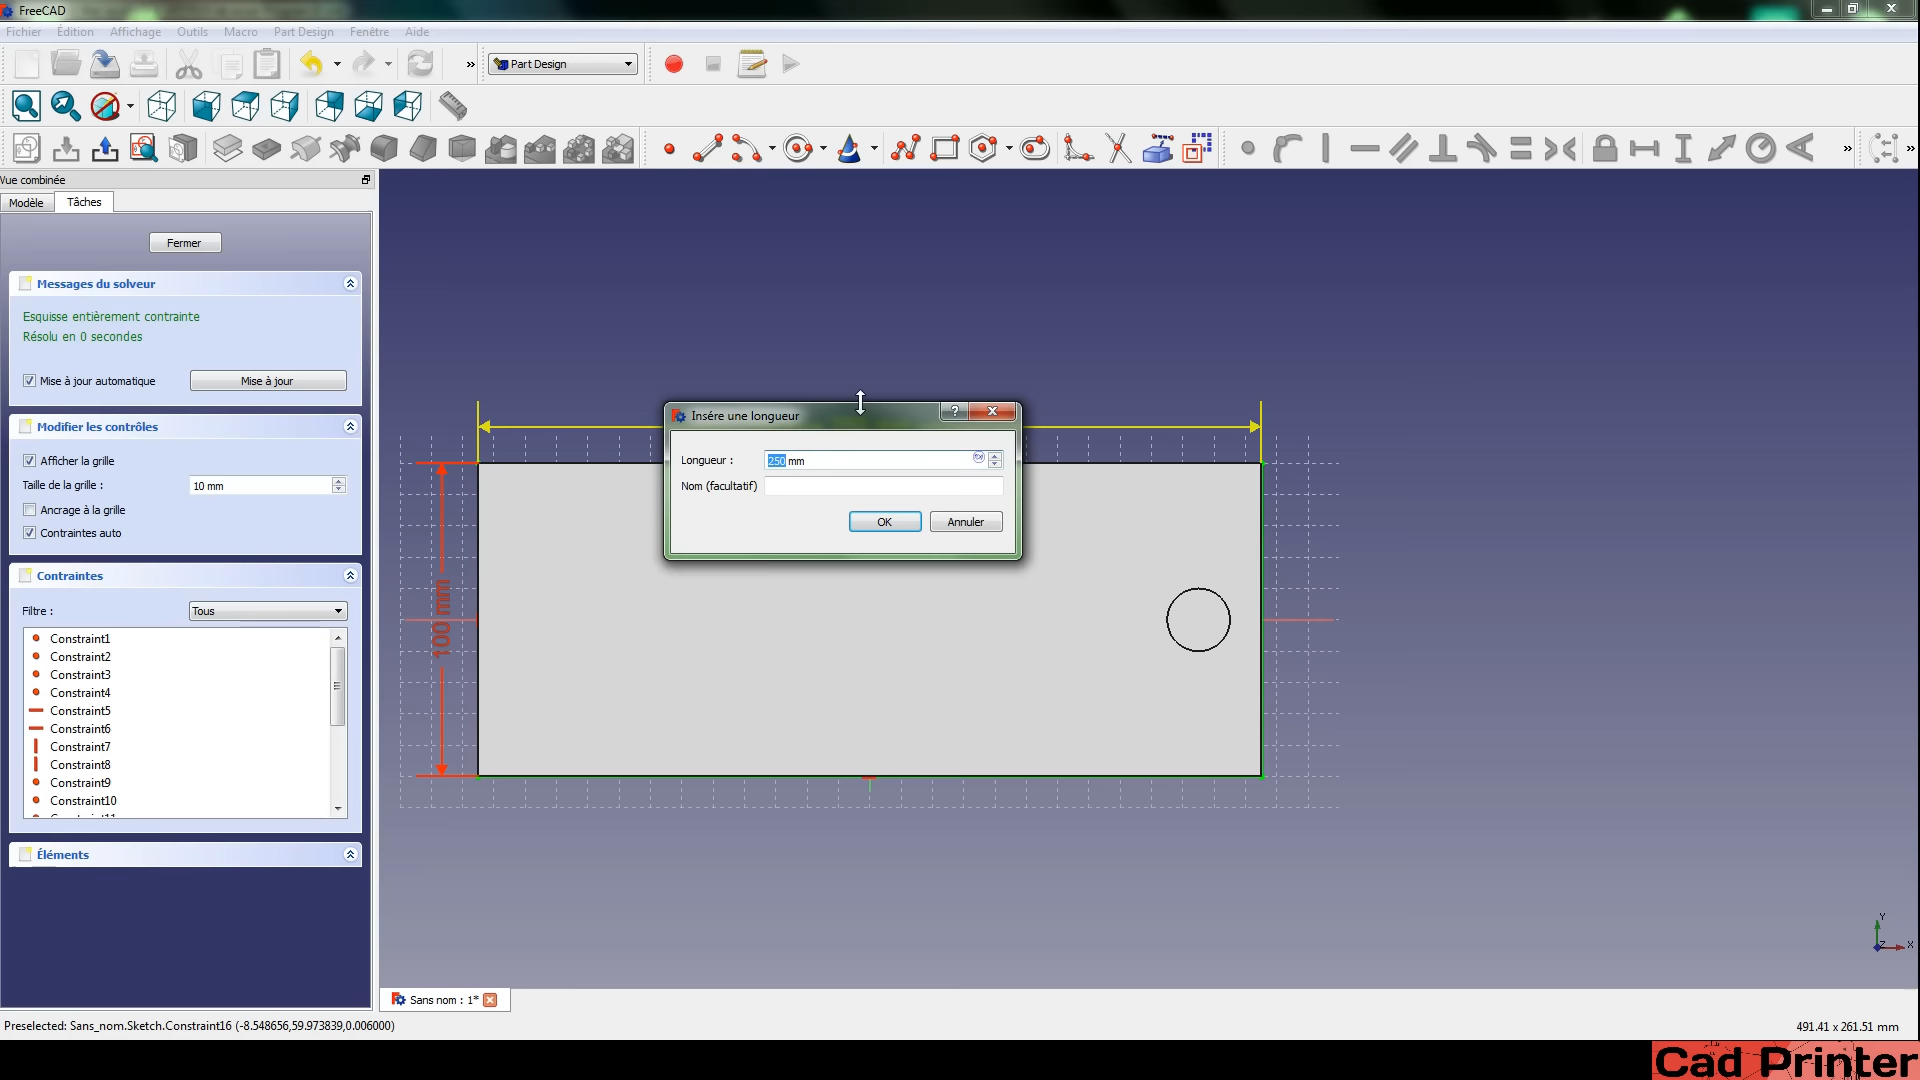 FreeCAD
Fichier Édition Affichage Outils Macro Part Design Fenêtre Aide
Part Design
Vue combinée
Modèle Tâches
Fermer
Messages du solveur
Esquisse entièrement contrainte
Résolu en 0 secondes
Mise à jour automatique Mise à jour
Modifier les contrôles
Afficher la grille
Taille de la grille : 10 mm
Ancrage à la grille
Contraintes auto
Contraintes
Filtre : Tous
Constraint1
Constraint2
Constraint3
Constraint4
Constraint5
Constraint6
Constraint7
Constraint8
Constraint9
Constraint10
Éléments
100 mm
Insére une longueur
Longueur : 250 mm
Nom (facultatif)
OK Annuler
Y
Z X
Sans nom : 1*
Preselected: Sans_nom.Sketch.Constraint16 (-8.548656,59.973839,0.006000)
491.41 x 261.51 mm
Cad Printer